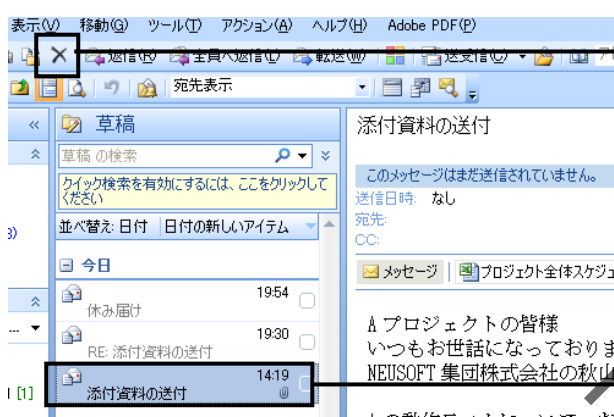 表示(V) 移動(G) ツール(T) アクション(A) ヘルプ(H) Adobe PDF(P)
返信(R) 全員へ返信(L) 転送(W) 送受信(C)
宛先表示
草稿
草稿 の検索
クイック検索を有効にするには、ここをクリックして
ください
並べ替え: 日付 日付の新しいアイテム
今日
休み届け 19:54
RE: 添付資料の送付 19:30
添付資料の送付 14:19
[1]
添付資料の送付
このメッセージはまだ送信されていません。
送信日時: なし
宛先:
CC:
メッセージ プロジェクト全体スケジュ
A プロジェクトの皆様
いつもお世話になっておりま
NEUSOFT 集団株式会社の秋山